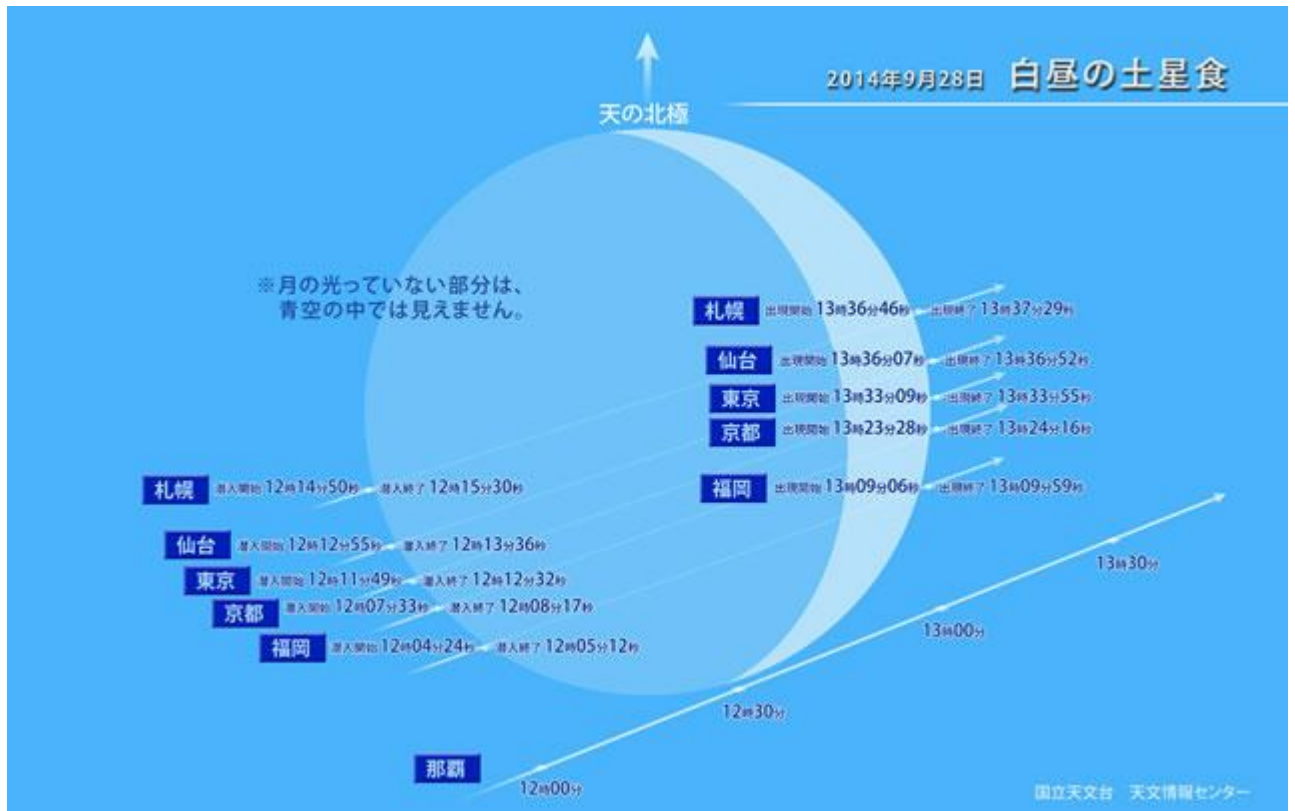 2014年9月28日 白昼の土星食
天の北極
※月の光っていない部分は、
青空の中では見えません。
札幌 出現開始 13時36分46秒 出現終了 13時37分29秒
仙台 出現開始 13時36分07秒 出現終了 13時36分52秒
東京 出現開始 13時33分09秒 出現終了 13時33分55秒
京都 出現開始 13時23分28秒 出現終了 13時24分16秒
福岡 出現開始 13時09分06秒 出現終了 13時09分59秒
札幌 潜入開始 12時14分50秒 潜入終了 12時15分30秒
仙台 潜入開始 12時12分55秒 潜入終了 12時13分36秒
東京 潜入開始 12時11分49秒 潜入終了 12時12分32秒
京都 潜入開始 12時07分33秒 潜入終了 12時08分17秒
福岡 潜入開始 12時04分24秒 潜入終了 12時05分12秒
13時30分
13時00分
12時30分
那覇
12時00分
国立天文台 天文情報センター